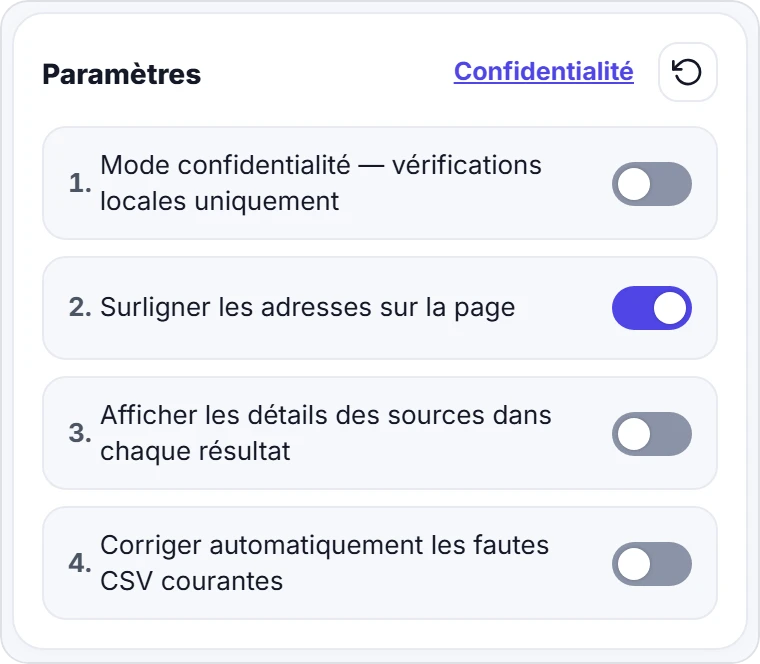 Paramètres
Confidentialité
1. Mode confidentialité — vérifications
locales uniquement
2. Surligner les adresses sur la page
3. Afficher les détails des sources dans
chaque résultat
4. Corriger automatiquement les fautes
CSV courantes